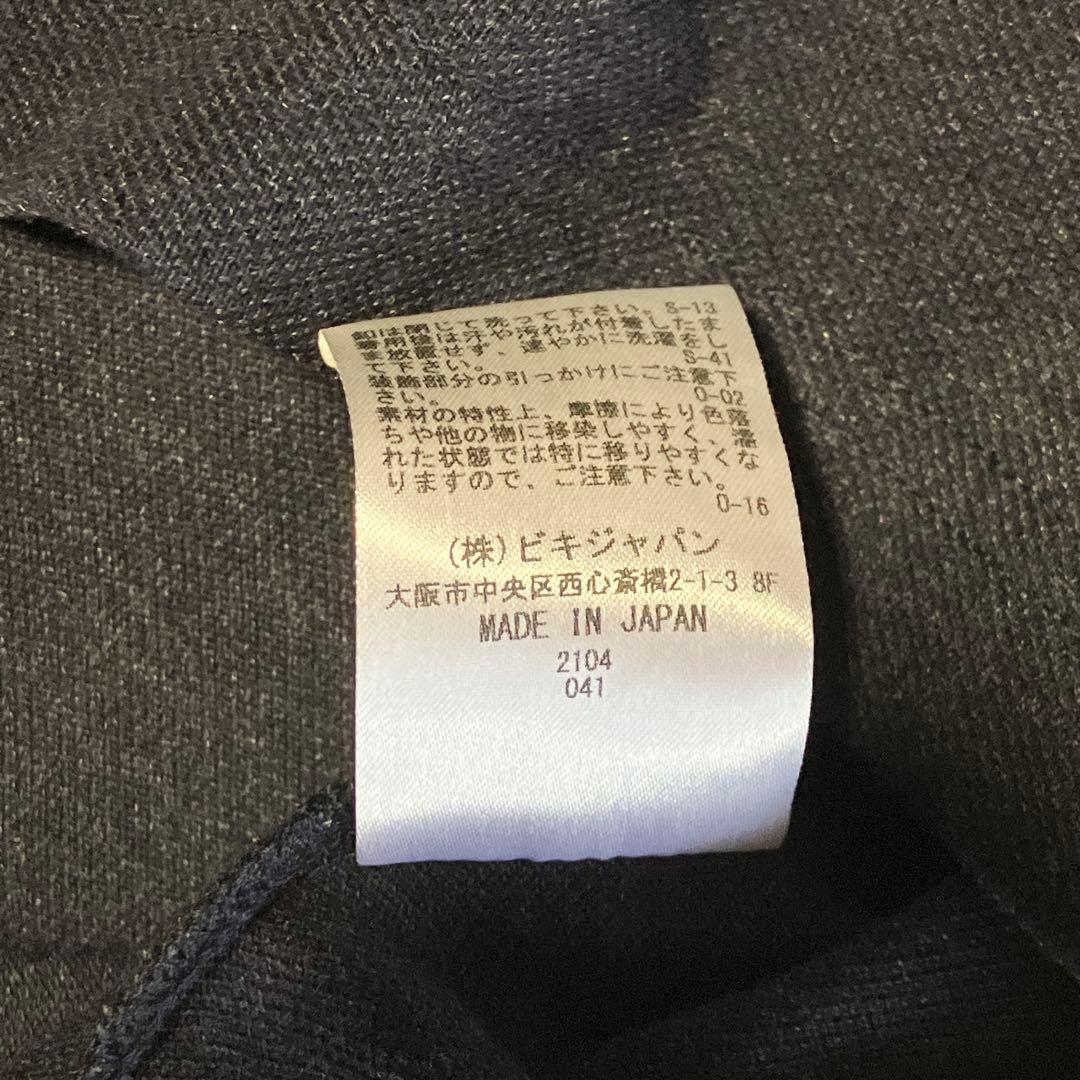 釦は閉じて洗って下さい。S-13
着用後は汗や汚れが付着したま
ま放置せず、速やかに洗濯をし
て下さい。 S-41
装飾部分の引っかけにご注意下
さい。 O-02
素材の特性上、摩擦により色落
ちや他の物に移染しやすく、濡
れた状態では特に移りやすくな
りますので、ご注意下さい。
O-16
(株)ビキジャパン
大阪市中央区西心斎橋2-1-3 8F
MADE IN JAPAN
2104
041